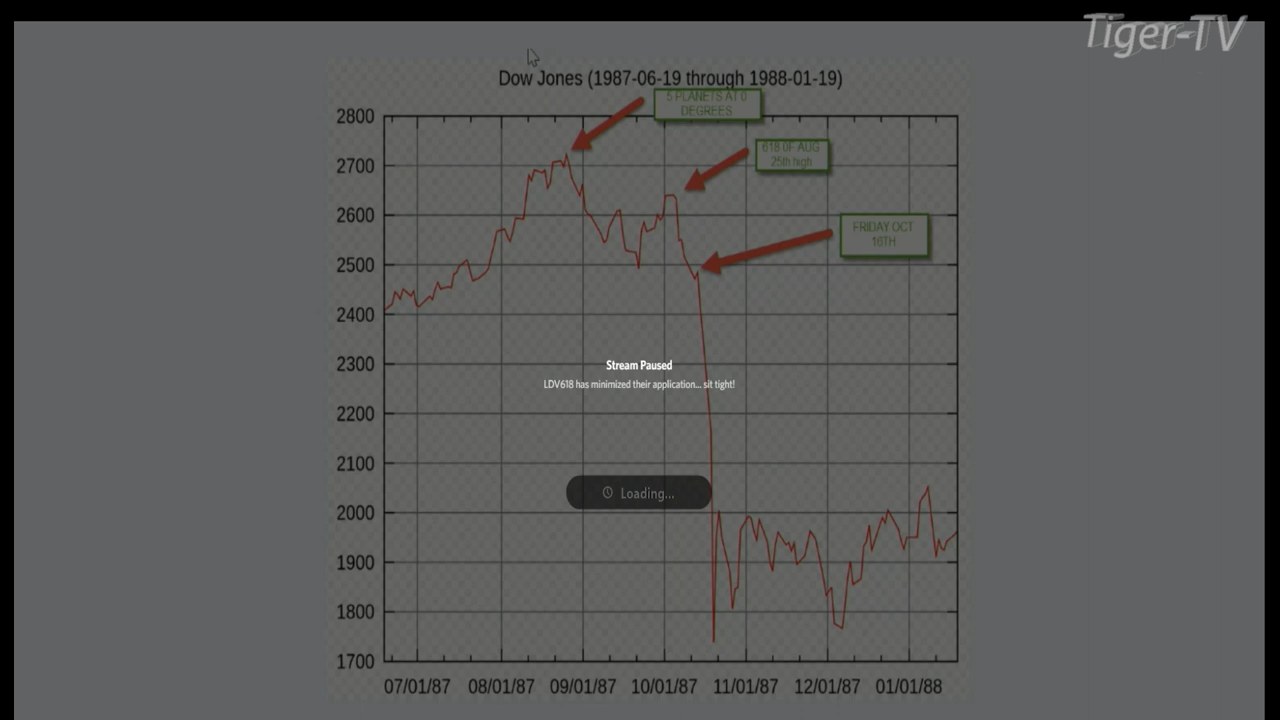 Tiger-TV
Dow Jones (1987-06-19 through 1988-01-19)
5 PLANETS AT 0
DEGREES
618 0F AUG
25th high
FRIDAY OCT
16TH
2800
2700
2600
2500
2400
2300
2200
2100
2000
1900
1800
1700
Stream Paused
LDV618 has minimized their application... sit tight!
Loading...
07/01/87 08/01/87 09/01/87 10/01/87 11/01/87 12/01/87 01/01/88